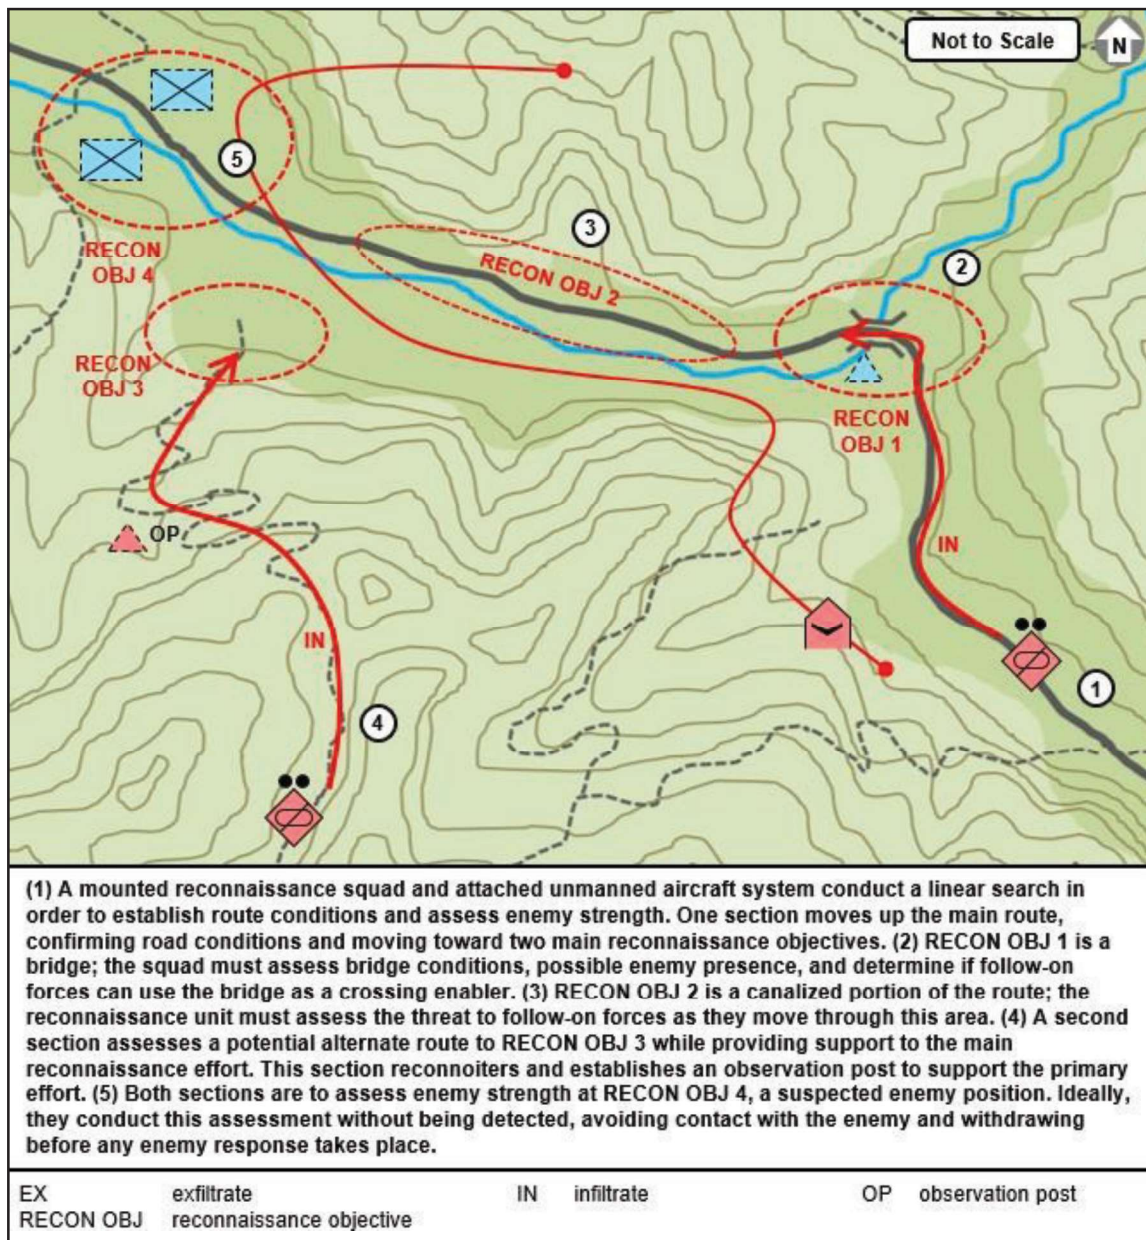 Not to Scale
N
5
3
RECON
OBJ 4
RECON OBJ 2
2
RECON
OBJ 3
RECON
OBJ 1
OP
IN
IN
1
4
(1) A mounted reconnaissance squad and attached unmanned aircraft system conduct a linear search in
order to establish route conditions and assess enemy strength. One section moves up the main route,
confirming road conditions and moving toward two main reconnaissance objectives. (2) RECON OBJ 1 is a
bridge; the squad must assess bridge conditions, possible enemy presence, and determine if follow-on
forces can use the bridge as a crossing enabler. (3) RECON OBJ 2 is a canalized portion of the route; the
reconnaissance unit must assess the threat to follow-on forces as they move through this area. (4) A second
section assesses a potential alternate route to RECON OBJ 3 while providing support to the main
reconnaissance effort. This section reconnoiters and establishes an observation post to support the primary
effort. (5) Both sections are to assess enemy strength at RECON OBJ 4, a suspected enemy position. Ideally,
they conduct this assessment without being detected, avoiding contact with the enemy and withdrawing
before any enemy response takes place.
EX exfiltrate IN infiltrate OP observation post
RECON OBJ reconnaissance objective